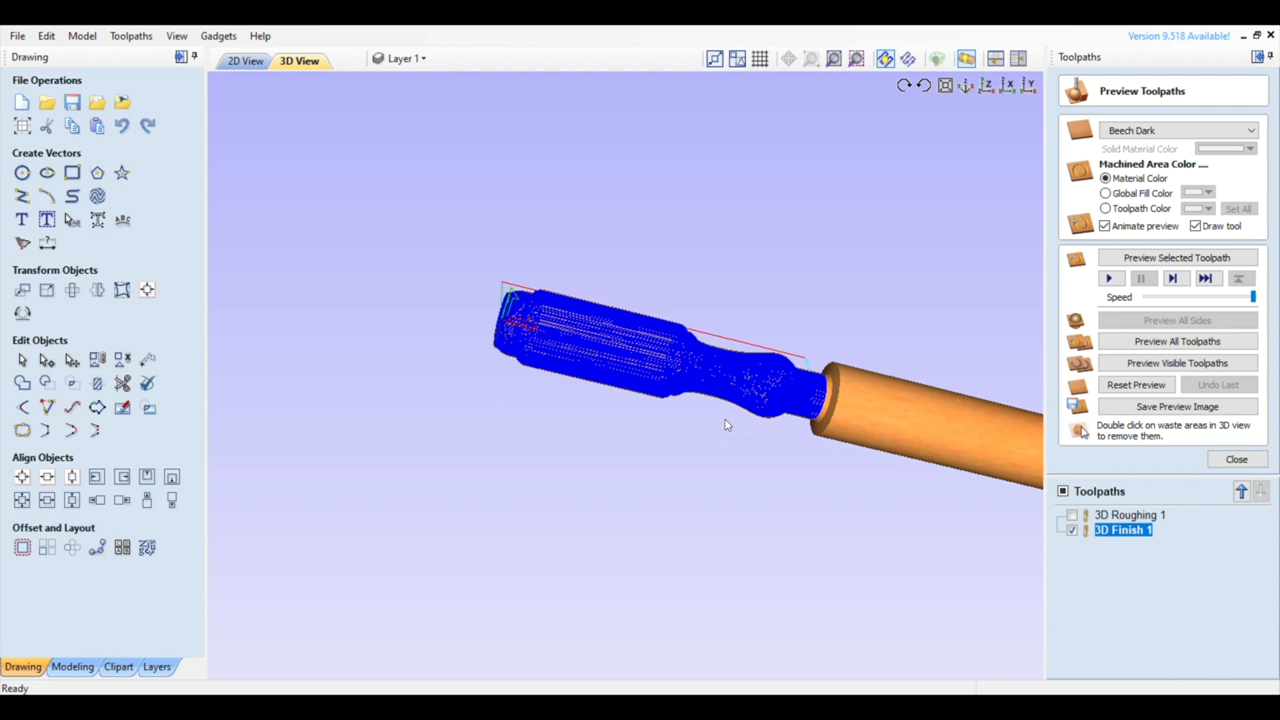 File Edit Model Toolpaths View Gadgets Help Version 9.518 Available!
Drawing
2D View 3D View Layer 1
Toolpaths
File Operations
Create Vectors
Transform Objects
Edit Objects
Align Objects
Offset and Layout
Drawing Modeling Clipart Layers
Ready
Z X Y
Preview Toolpaths
Beech Dark
Solid Material Color
Machined Area Color ....
Material Color
Global Fill Color
Toolpath Color Set All
Animate preview Draw tool
Preview Selected Toolpath
Speed
Preview All Sides
Preview All Toolpaths
Preview Visible Toolpaths
Reset Preview Undo Last
Save Preview Image
Double click on waste areas in 3D view
to remove them.
Close
Toolpaths
3D Roughing 1
3D Finish 1